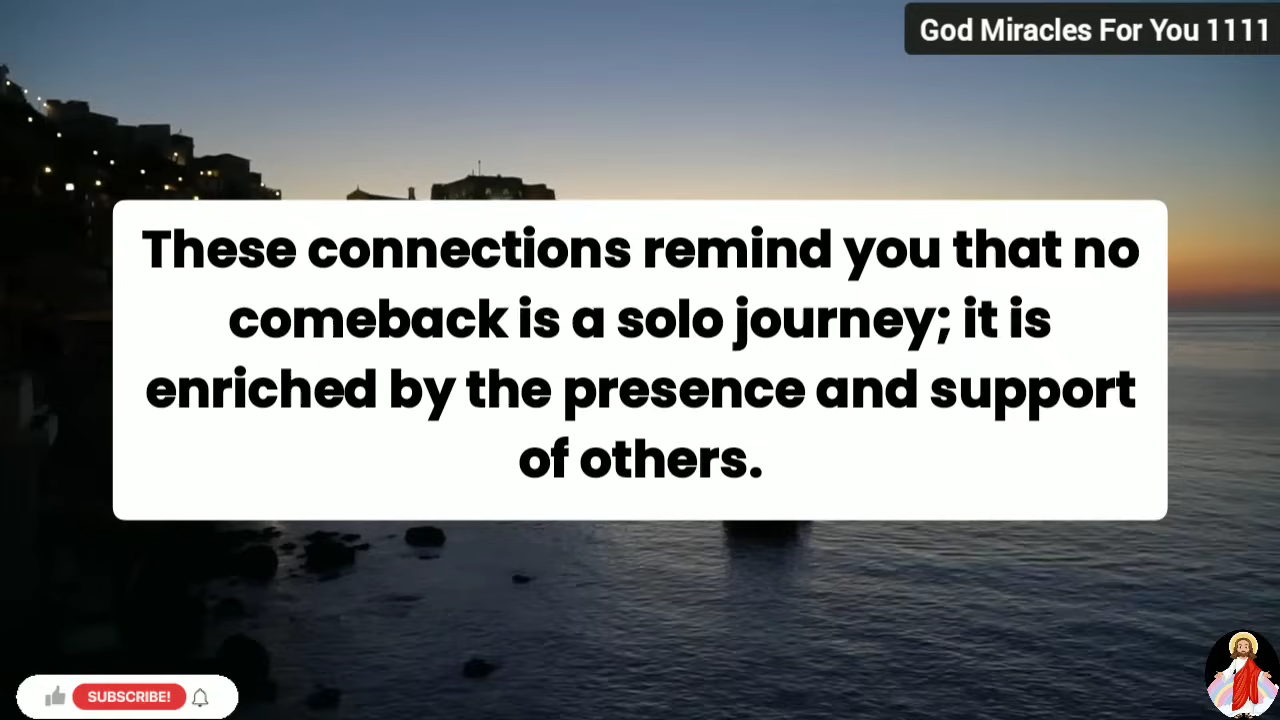 God Miracles For You 1111
These connections remind you that no
comeback is a solo journey; it is
enriched by the presence and support
of others.
SUBSCRIBE!